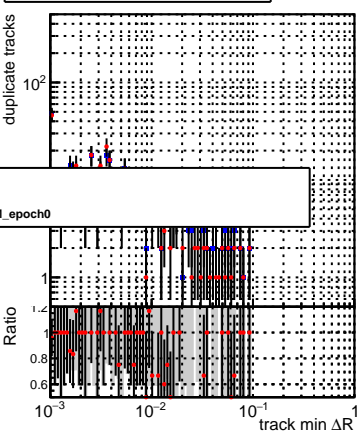 duplicate tracks
10²
1
l_epoch0
Ratio
1.2
1
0.8
0.6
10⁻³
10⁻²
10⁻¹
1
track min ΔR